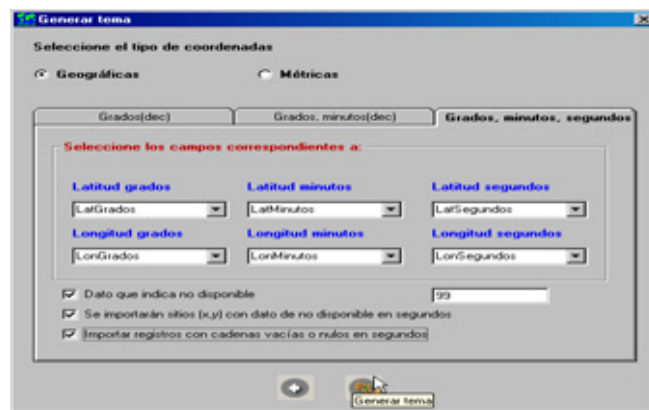 Generar tema
Seleccione el tipo de coordenadas
Geográficas Métricas
Grados(dec) Grados, minutos(dec) Grados, minutos, segundos
Seleccione los campos correspondientes a:
Latitud grados Latitud minutos Latitud segundos
LatGrados LatMinutos LatSegundos
Longitud grados Longitud minutos Longitud segundos
LonGrados LonMinutos LonSegundos
Dato que indica no disponible 99
Se importarán sitios (x,y) con dato de no disponible en segundos
Importar registros con cadenas vacías o nulos en segundos
Generar tema